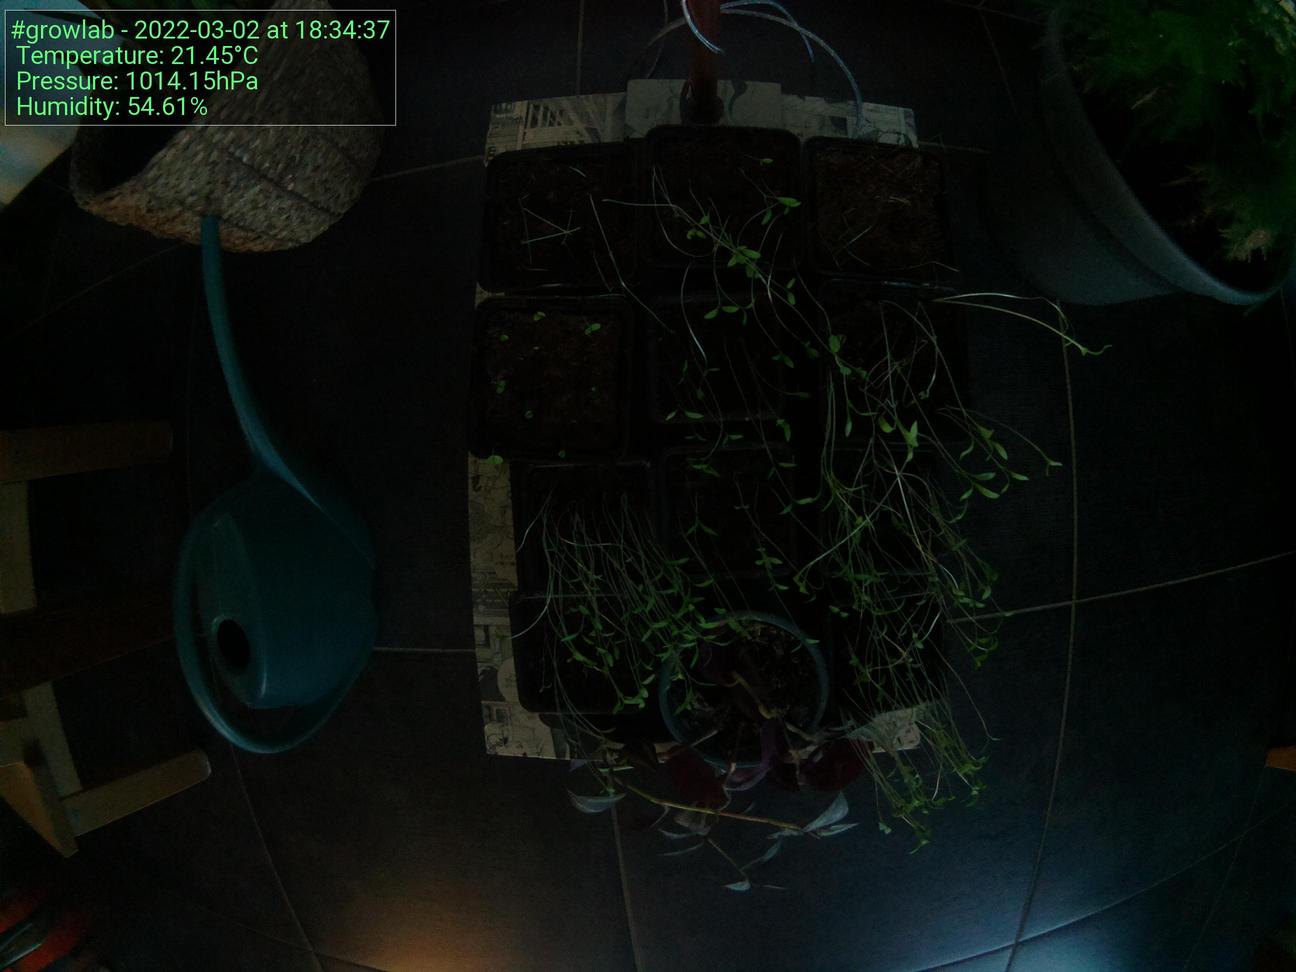 #growlab - 2022-03-02 at 18:34:37
Temperature: 21.45°C
Pressure: 1014.15hPa
Humidity: 54.61%